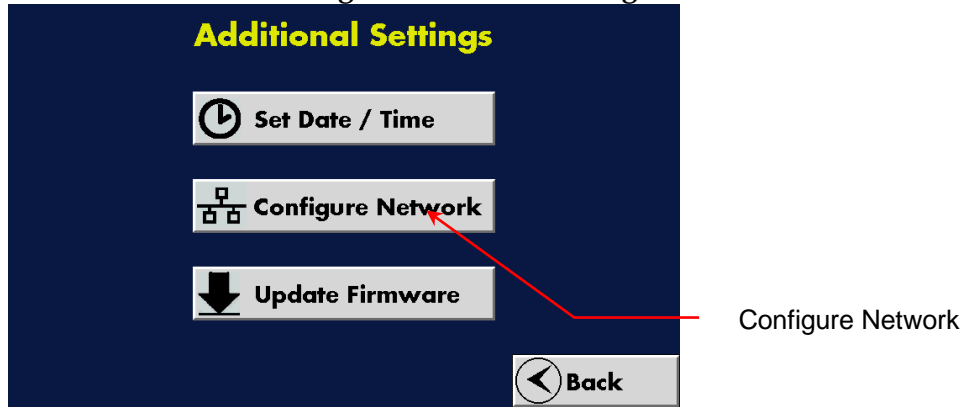 Additional Settings
Set Date / Time
Configure Network
Update Firmware
Configure Network
Back